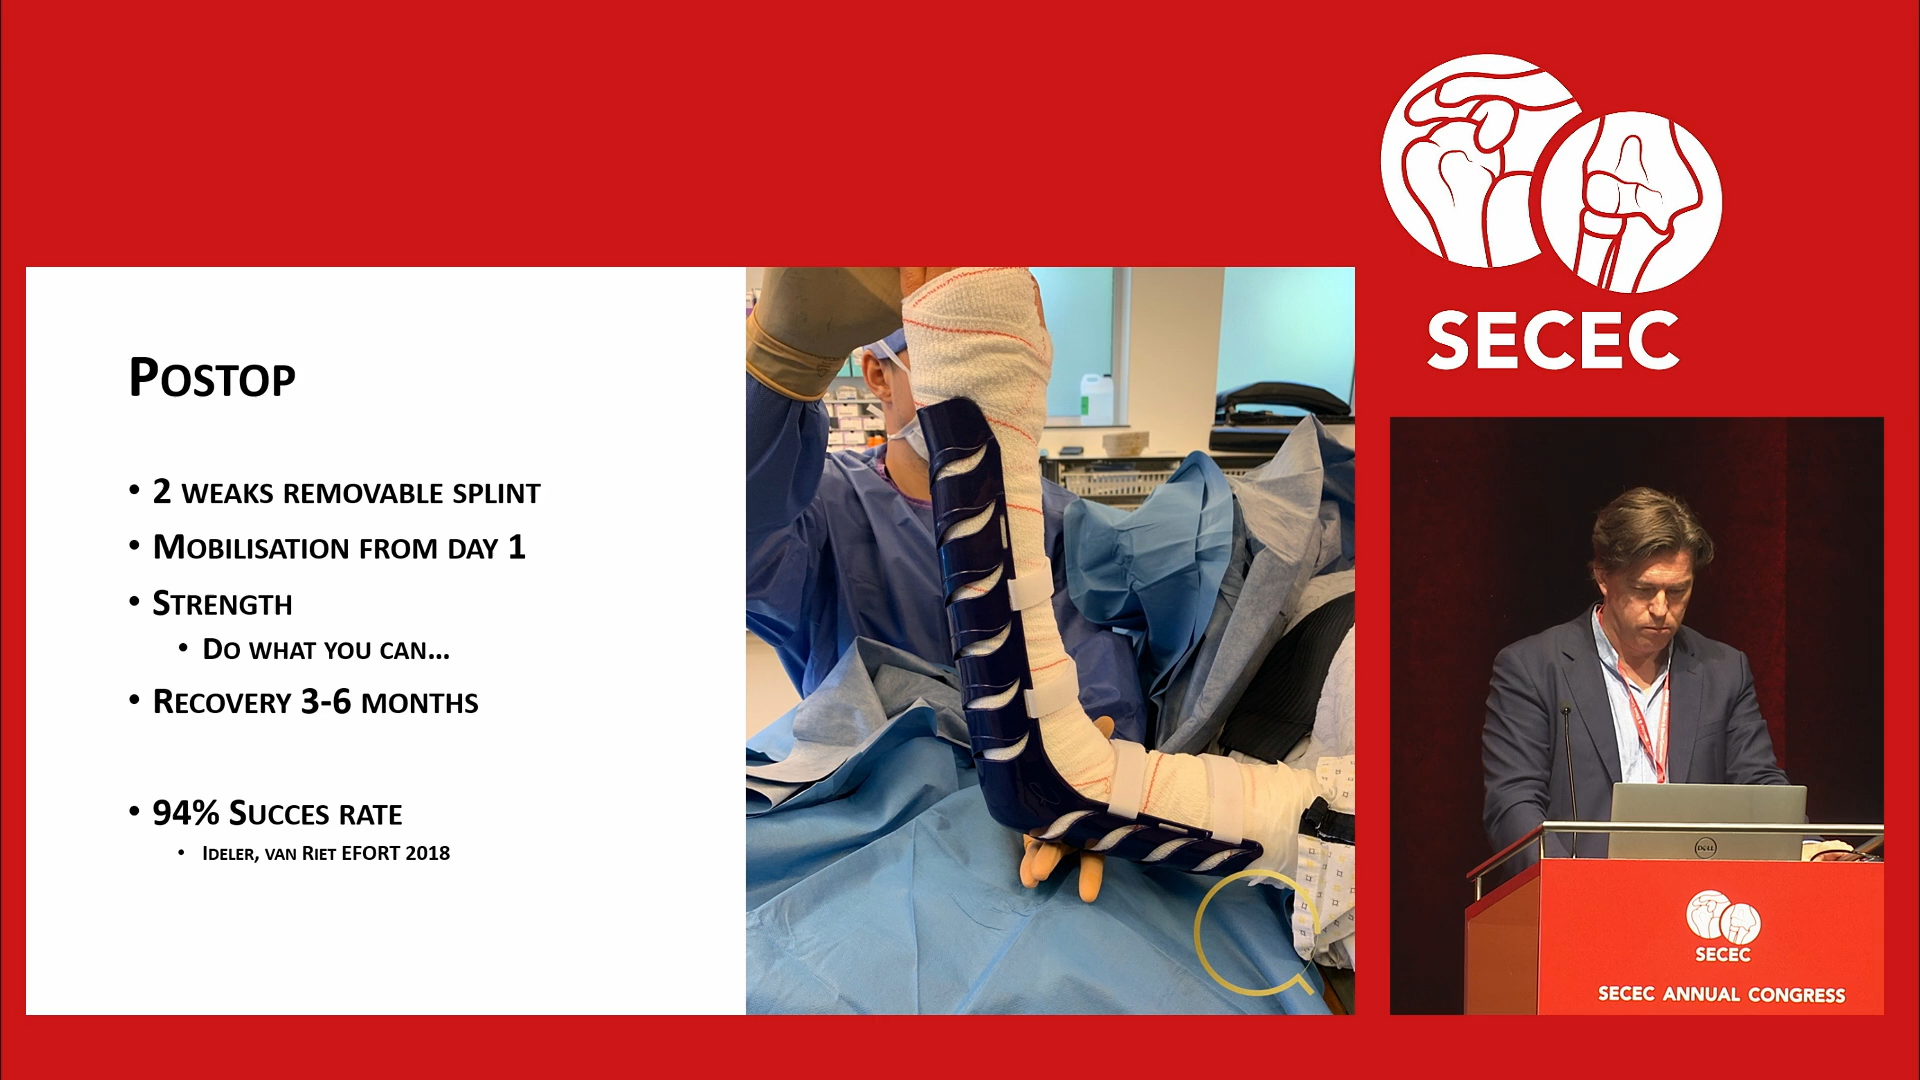 SECEC
Postop
• 2 weaks removable splint
• Mobilisation from day 1
• Strength
• Do what you can...
• Recovery 3-6 months
• 94% Succes rate
• Ideler, van Riet EFORT 2018
DELL
SECEC
SECEC ANNUAL CONGRESS